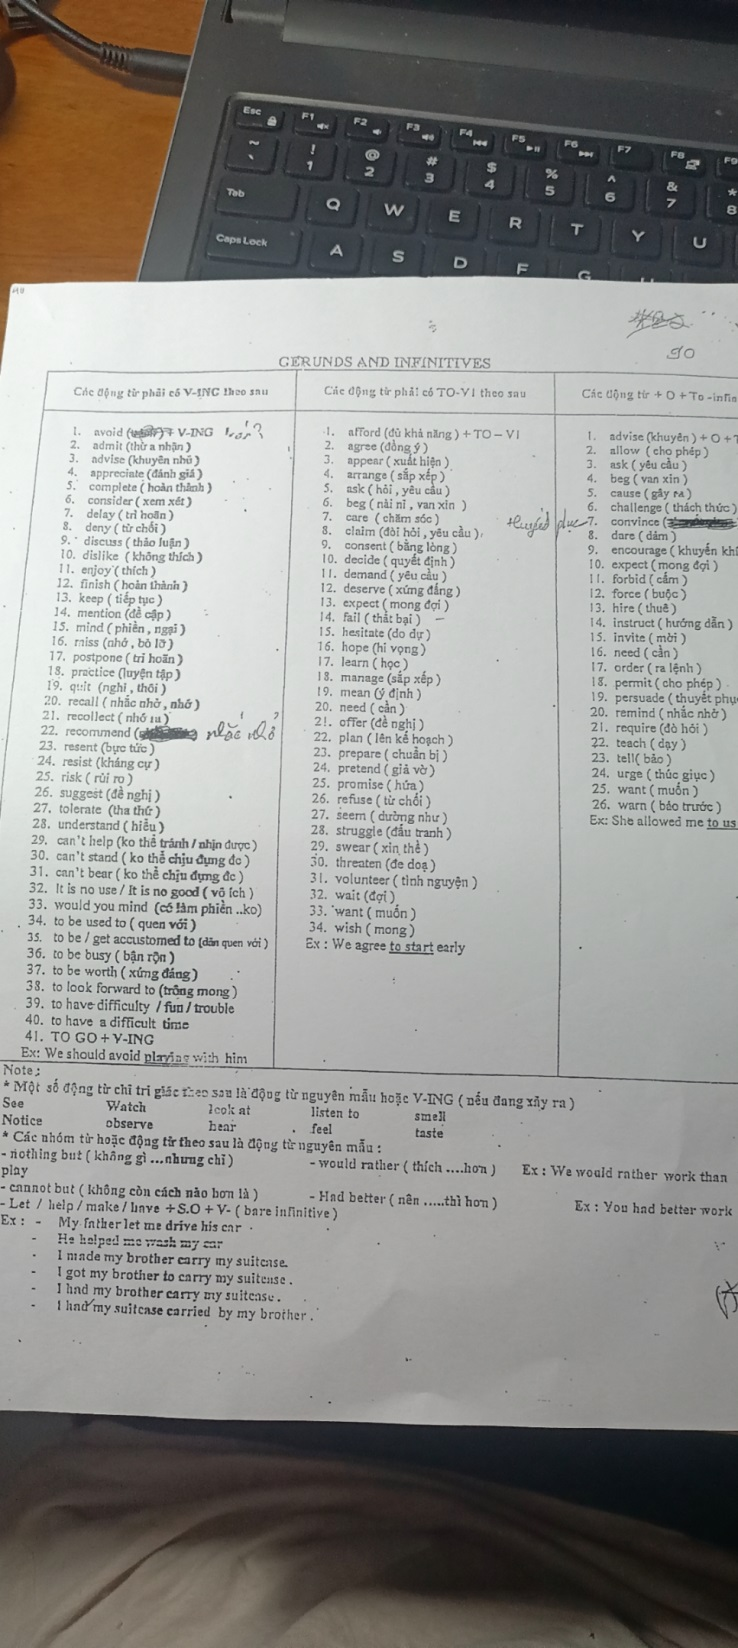 Esc
F1
F2
F3
F4
F5
F6
F7
F8
F9
~
`
!
1
@
2
#
3
$
4
%
5
^
6
&
7
*
8
Tab
Q
W
E
R
T
Y
U
Caps Lock
A
S
D
F
G
90
GERUNDS AND INFINITIVES
Các động từ phải có V-ING theo sau
1. avoid + V-ING
2. admit (thừa nhận)
3. advise (khuyên nhủ)
4. appreciate (đánh giá)
5. complete ( hoàn thành )
6. consider ( xem xét)
7. delay ( trì hoãn)
8. deny ( từ chối)
9. discuss ( thảo luận)
10. dislike ( không thích)
11. enjoy ( thích )
12. finish ( hoàn thành )
13. keep ( tiếp tục )
14. mention (đề cập )
15. mind ( phiền , ngại )
16. miss (nhớ , bỏ lỡ )
17. postpone ( trì hoãn )
18. practice (luyện tập )
19. quit (nghỉ , thôi )
20. recall ( nhắc nhở , nhớ )
21. recollect ( nhớ ra )
22. recommend ( nhắc nhở
23. resent (bực tức )
24. resist (kháng cự )
25. risk ( rủi ro )
26. suggest (đề nghị )
27. tolerate (tha thứ )
28. understand ( hiểu )
29. can't help (ko thể tránh / nhịn được )
30. can't stand ( ko thể chịu đựng đc )
31. can't bear ( ko thể chịu đựng đc )
32. It is no use / It is no good ( vô ích )
33. would you mind (có làm phiền ..ko)
34. to be used to ( quen với )
35. to be / get accustomed to (dần quen với )
36. to be busy ( bận rộn )
37. to be worth ( xứng đáng )
38. to look forward to (trông mong )
39. to have difficulty / fun / trouble
40. to have a difficult time
41. TO GO + V-ING
Ex: We should avoid playing with him
Các động từ phải có TO-V1 theo sau
1. afford (đủ khả năng ) + TO – V1
2. agree (đồng ý )
3. appear ( xuất hiện )
4. arrange ( sắp xếp )
5. ask ( hỏi , yêu cầu )
6. beg ( nài nỉ , van xin )
7. care ( chăm sóc )
8. claim (đòi hỏi , yêu cầu )
9. consent ( bằng lòng )
10. decide ( quyết định )
11. demand ( yêu cầu )
12. deserve ( xứng đáng )
13. expect ( mong đợi )
14. fail ( thất bại )
15. hesitate (do dự )
16. hope (hi vọng )
17. learn ( học )
18. manage (sắp xếp )
19. mean (ý định )
20. need ( cần )
21. offer (đề nghị )
22. plan ( lên kế hoạch )
23. prepare ( chuẩn bị )
24. pretend ( giả vờ )
25. promise ( hứa )
26. refuse ( từ chối )
27. seem ( dường như )
28. struggle (đấu tranh )
29. swear ( xin thề )
30. threaten (đe doạ )
31. volunteer ( tình nguyện )
32. wait (đợi )
33. want ( muốn )
34. wish ( mong )
Ex : We agree to start early
Các động từ + O + To -infin
1. advise (khuyên ) + O +
2. allow ( cho phép )
3. ask ( yêu cầu )
4. beg ( van xin )
5. cause ( gây ra )
6. challenge ( thách thức )
thuyết phục 7. convince (
8. dare ( dám )
9. encourage ( khuyến khí
10. expect ( mong đợi )
11. forbid ( cấm )
12. force ( buộc )
13. hire ( thuê )
14. instruct ( hướng dẫn )
15. invite ( mời )
16. need ( cần )
17. order ( ra lệnh )
18. permit ( cho phép )
19. persuade ( thuyết phụ
20. remind ( nhắc nhở )
21. require (đò hỏi )
22. teach ( dạy )
23. tell( bảo )
24. urge ( thúc giục )
25. want ( muốn )
26. warn ( báo trước )
Ex: She allowed me to us
Note :
* Một số động từ chỉ tri giác theo sau là động từ nguyên mẫu hoặc V-ING ( nếu đang xảy ra )
See Watch look at listen to smell
Notice observe hear feel taste
* Các nhóm từ hoặc động từ theo sau là động từ nguyên mẫu :
- nothing but ( không gì ...nhưng chỉ ) - would rather ( thích ....hơn ) Ex : We would rather work than
play
- cannot but ( không còn cách nào hơn là ) - Had better ( nên .....thì hơn ) Ex : You had better work
- Let / help / make / have + S.O + V- ( bare infinitive )
Ex : - My father let me drive his car
- He helped me wash my car
- I made my brother carry my suitcase.
- I got my brother to carry my suitcase .
- I had my brother carry my suitcase .
- I had my suitcase carried by my brother .